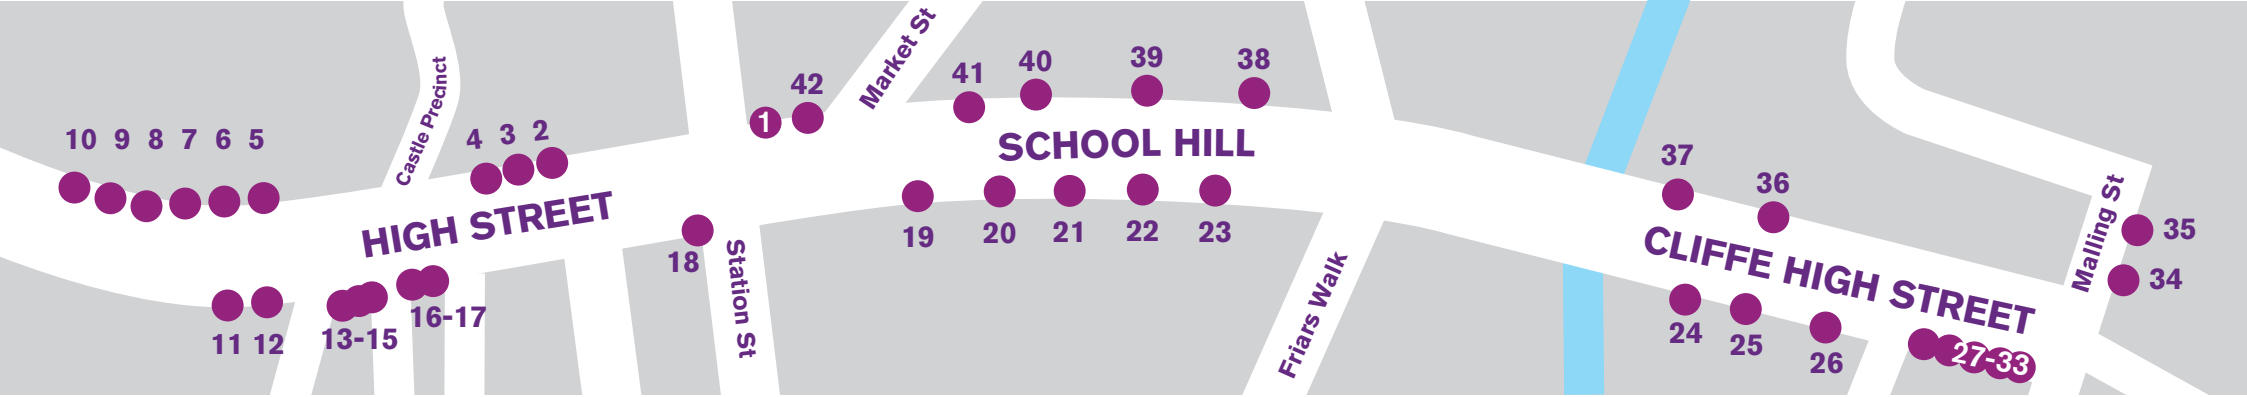 10 9 8 7 6 5
Castle Precinct
4 3 2
HIGH STREET
11 12
13-15
16-17
18
Station St
1
42
Market St
41
40
39
38
SCHOOL HILL
19
20
21
22
23
Friars Walk
37
36
CLIFFE HIGH STREET
24
25
26
27-33
Malling St
35
34